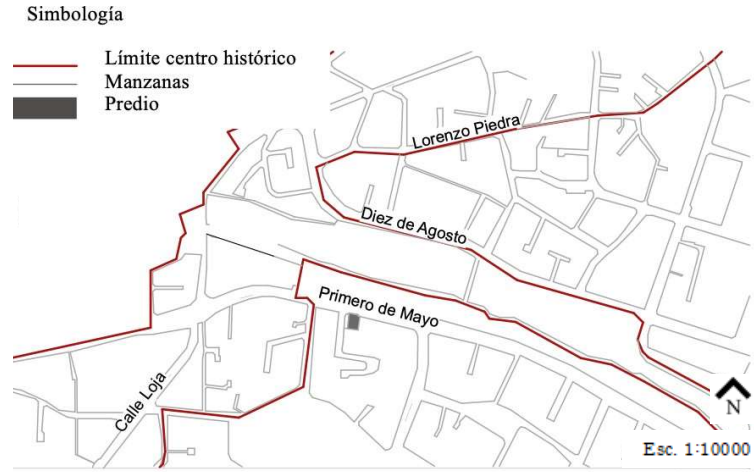 Simbología
Límite centro histórico
Manzanas
Predio
Lorenzo Piedra
Diez de Agosto
Primero de Mayo
Calle Loja
N
Esc. 1:10000